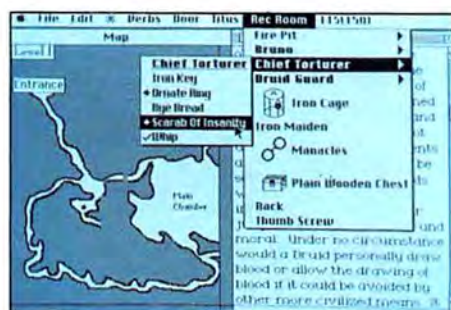 File Edit Verbs Door Titus Rec Room
Map
Level 1
Entrance
Main
Chamber
Chief Torturer
Iron Key
Ornate Ring
Rye Bread
Scarab Of Insanity
Whip
Fire Pit
Bruno
Chief Torturer
Druid Guard
Iron Cage
Iron Maiden
Manacles
Plain Wooden Chest
Rack
Thumb Screw
and
moral. Under no circumstance
would a Druid personally draw
blood or allow the drawing of
blood if it could be avoided by
other more civilized means.